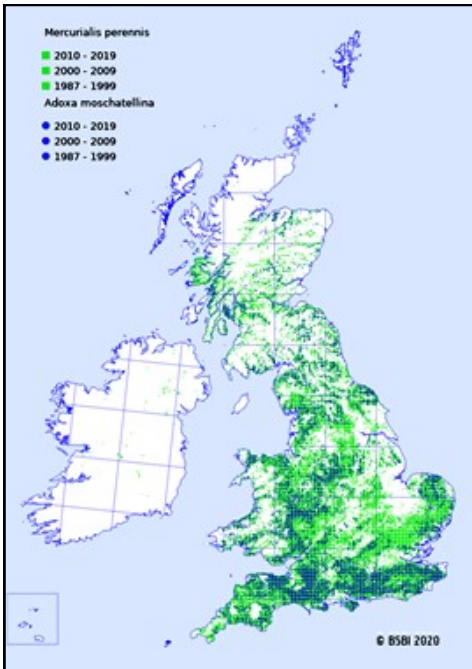 Mercurialis perennis
2010 - 2019
2000 - 2009
1987 - 1999
Adoxa moschatellina
2010 - 2019
2000 - 2009
1987 - 1999
© BSBI 2020